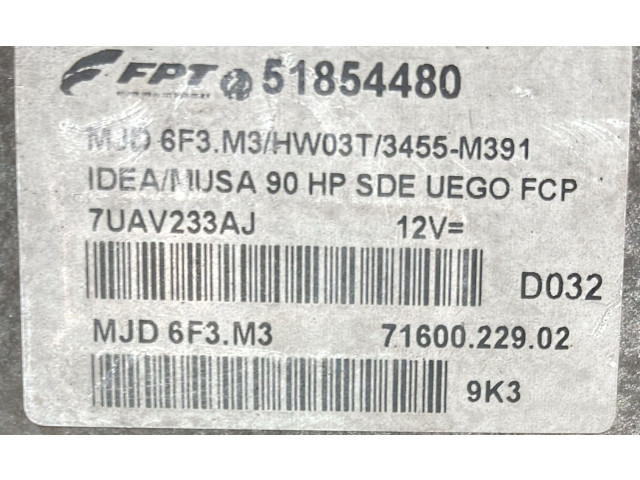 FPT 51854480
MJD 6F3.M3/HW03T/3455-M391
IDEA/MUSA 90 HP SDE UEGO FCP
7UAV233AJ 12V=
D032
MJD 6F3.M3 71600.229.02
9K3